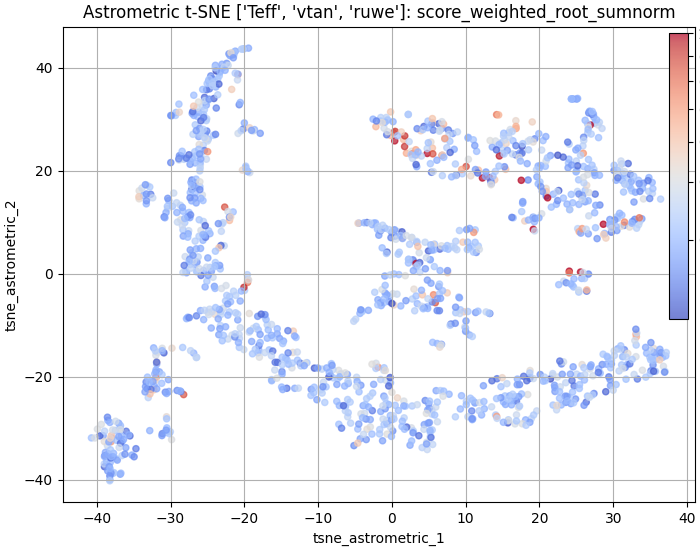 Astrometric t-SNE ['Teff', 'vtan', 'ruwe']: score_weighted_root_sumnorm
40
20
0
−20
−40
tsne_astrometric_2
−40 −30 −20 −10 0 10 20 30 40
tsne_astrometric_1